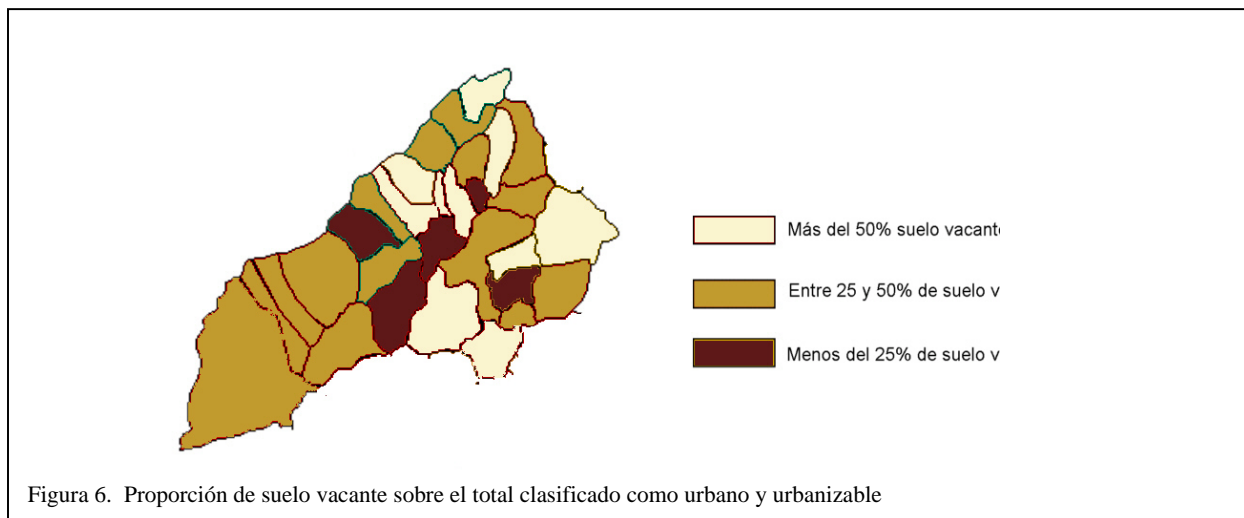 Más del 50% suelo vacante
Entre 25 y 50% de suelo v
Menos del 25% de suelo v
Figura 6. Proporción de suelo vacante sobre el total clasificado como urbano y urbanizable